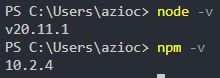 PS C:\Users\azioc> node -v
v20.11.1
PS C:\Users\azioc> npm -v
10.2.4